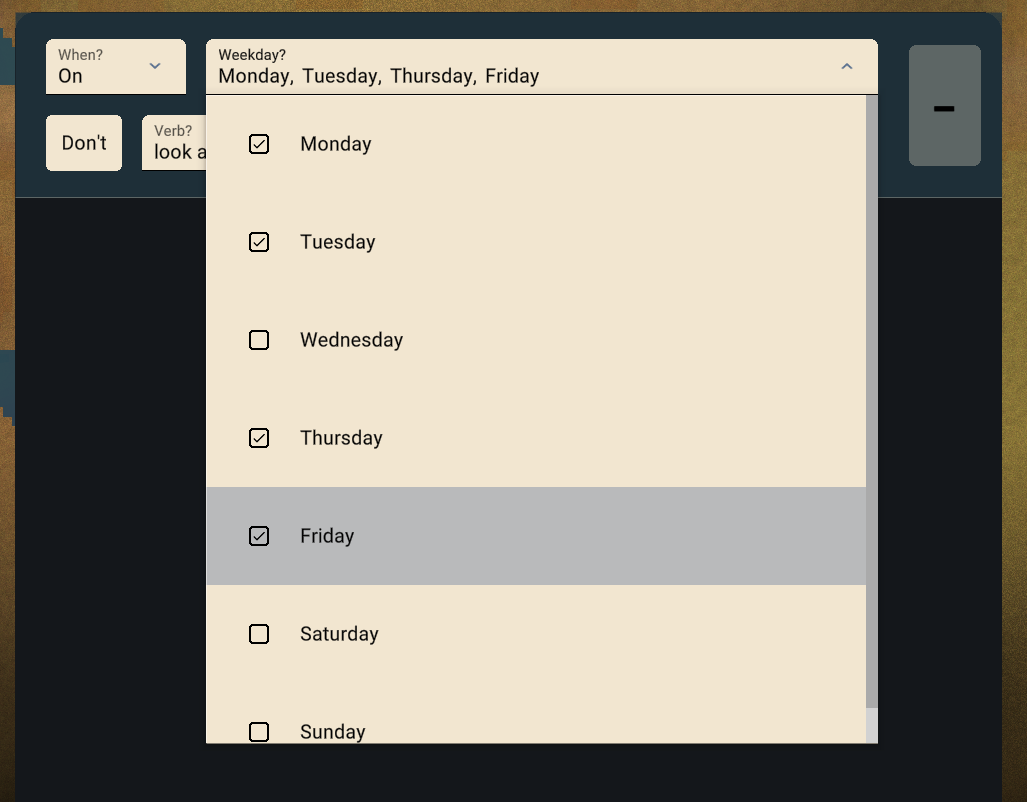 When?
On
Weekday?
Monday, Tuesday, Thursday, Friday
Don't
Verb?
look
Monday
Tuesday
Wednesday
Thursday
Friday
Saturday
Sunday